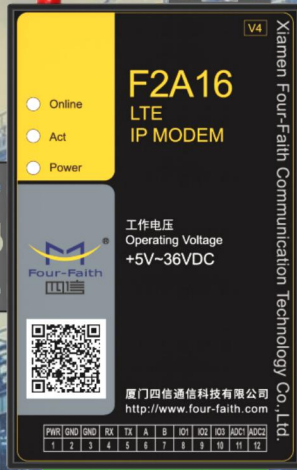 V4
F2A16
LTE
IP MODEM
Online
Act
Power
Xiamen Four-Faith Communication Technology Co.,Ltd.
工作电压
Operating Voltage
+5V~36VDC
®
Four-Faith
四信
厦门四信通信科技有限公司
http://www.four-faith.com
PWR GND GND RX TX A B IO1 IO2 IO3 ADC1 ADC2
1 2 3 4 5 6 7 8 9 10 11 12